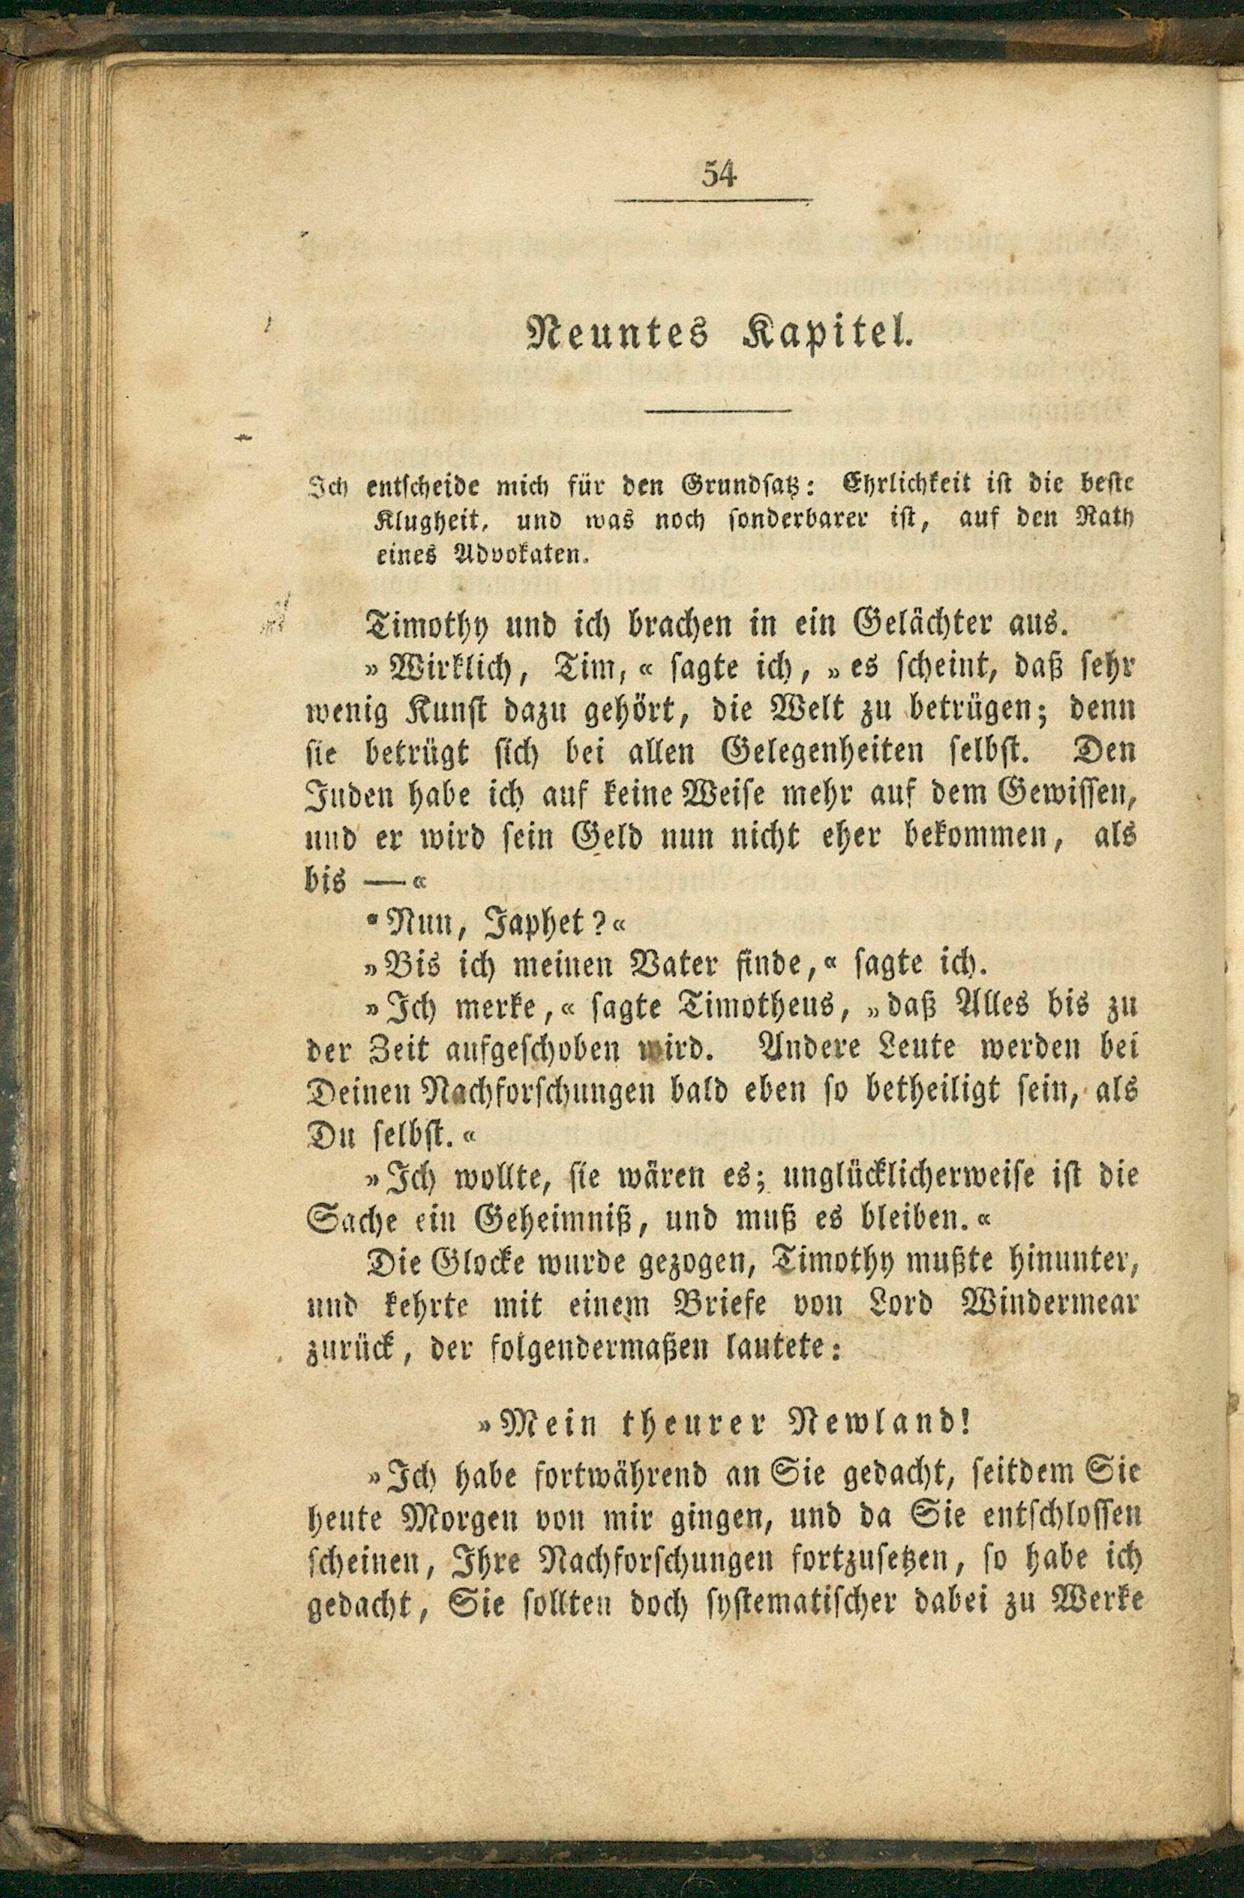 54
Neuntes Kapitel.
Ich entscheide mich für den Grundsatz: Ehrlichkeit ist die beste
Klugheit, und was noch sonderbarer ist, auf den Rath
eines Advokaten.
Timothy und ich brachen in ein Gelächter aus.
»Wirklich, Tim,« sagte ich, »es scheint, daß sehr
wenig Kunst dazu gehört, die Welt zu betrügen; denn
sie betrügt sich bei allen Gelegenheiten selbst. Den
Juden habe ich auf keine Weise mehr auf dem Gewissen,
und er wird sein Geld nun nicht eher bekommen, als
bis —«
»Nun, Japhet?«
»Bis ich meinen Vater finde,« sagte ich.
»Ich merke,« sagte Timotheus, »daß Alles bis zu
der Zeit aufgeschoben wird. Andere Leute werden bei
Deinen Nachforschungen bald eben so betheiligt sein, als
Du selbst.«
»Ich wollte, sie wären es; unglücklicherweise ist die
Sache ein Geheimniß, und muß es bleiben.«
Die Glocke wurde gezogen, Timothy mußte hinunter,
und kehrte mit einem Briefe von Lord Windermear
zurück, der folgendermaßen lautete:
»Mein theurer Newland!
»Ich habe fortwährend an Sie gedacht, seitdem Sie
heute Morgen von mir gingen, und da Sie entschlossen
scheinen, Ihre Nachforschungen fortzusetzen, so habe ich
gedacht, Sie sollten doch systematischer dabei zu Werke